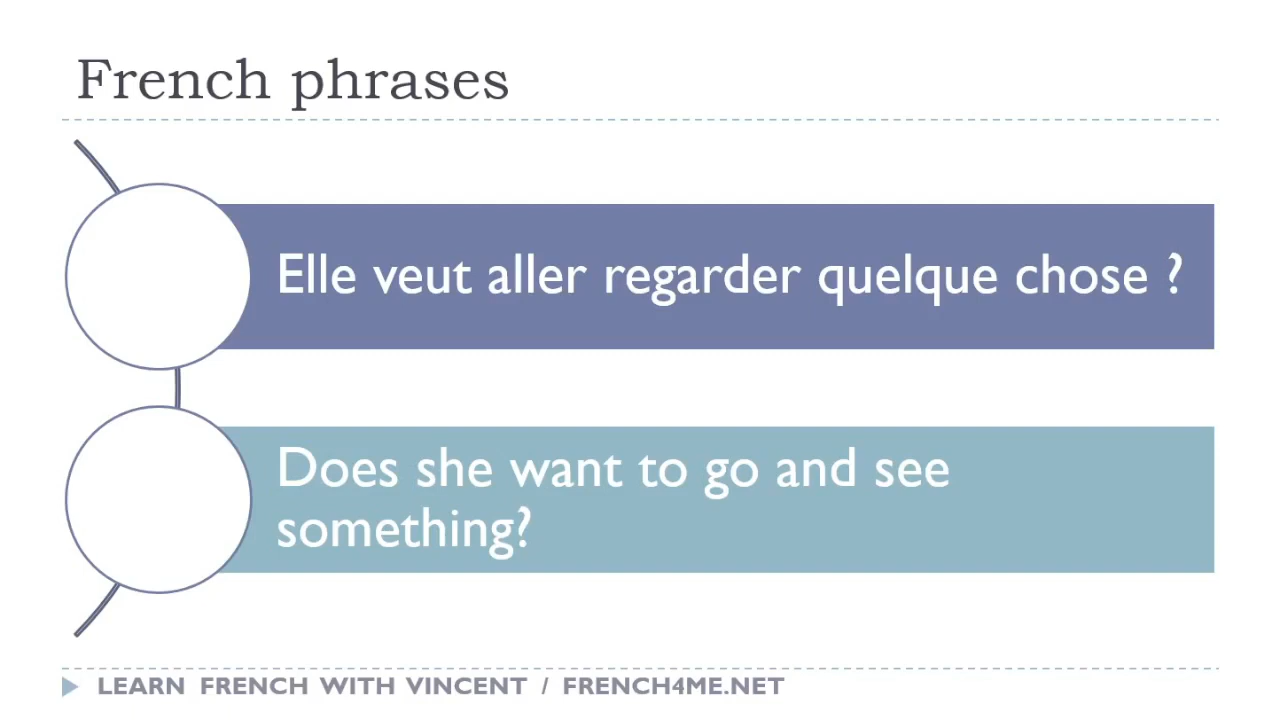 French phrases
Elle veut aller regarder quelque chose ?
Does she want to go and see
something?
LEARN FRENCH WITH VINCENT / FRENCH4ME.NET